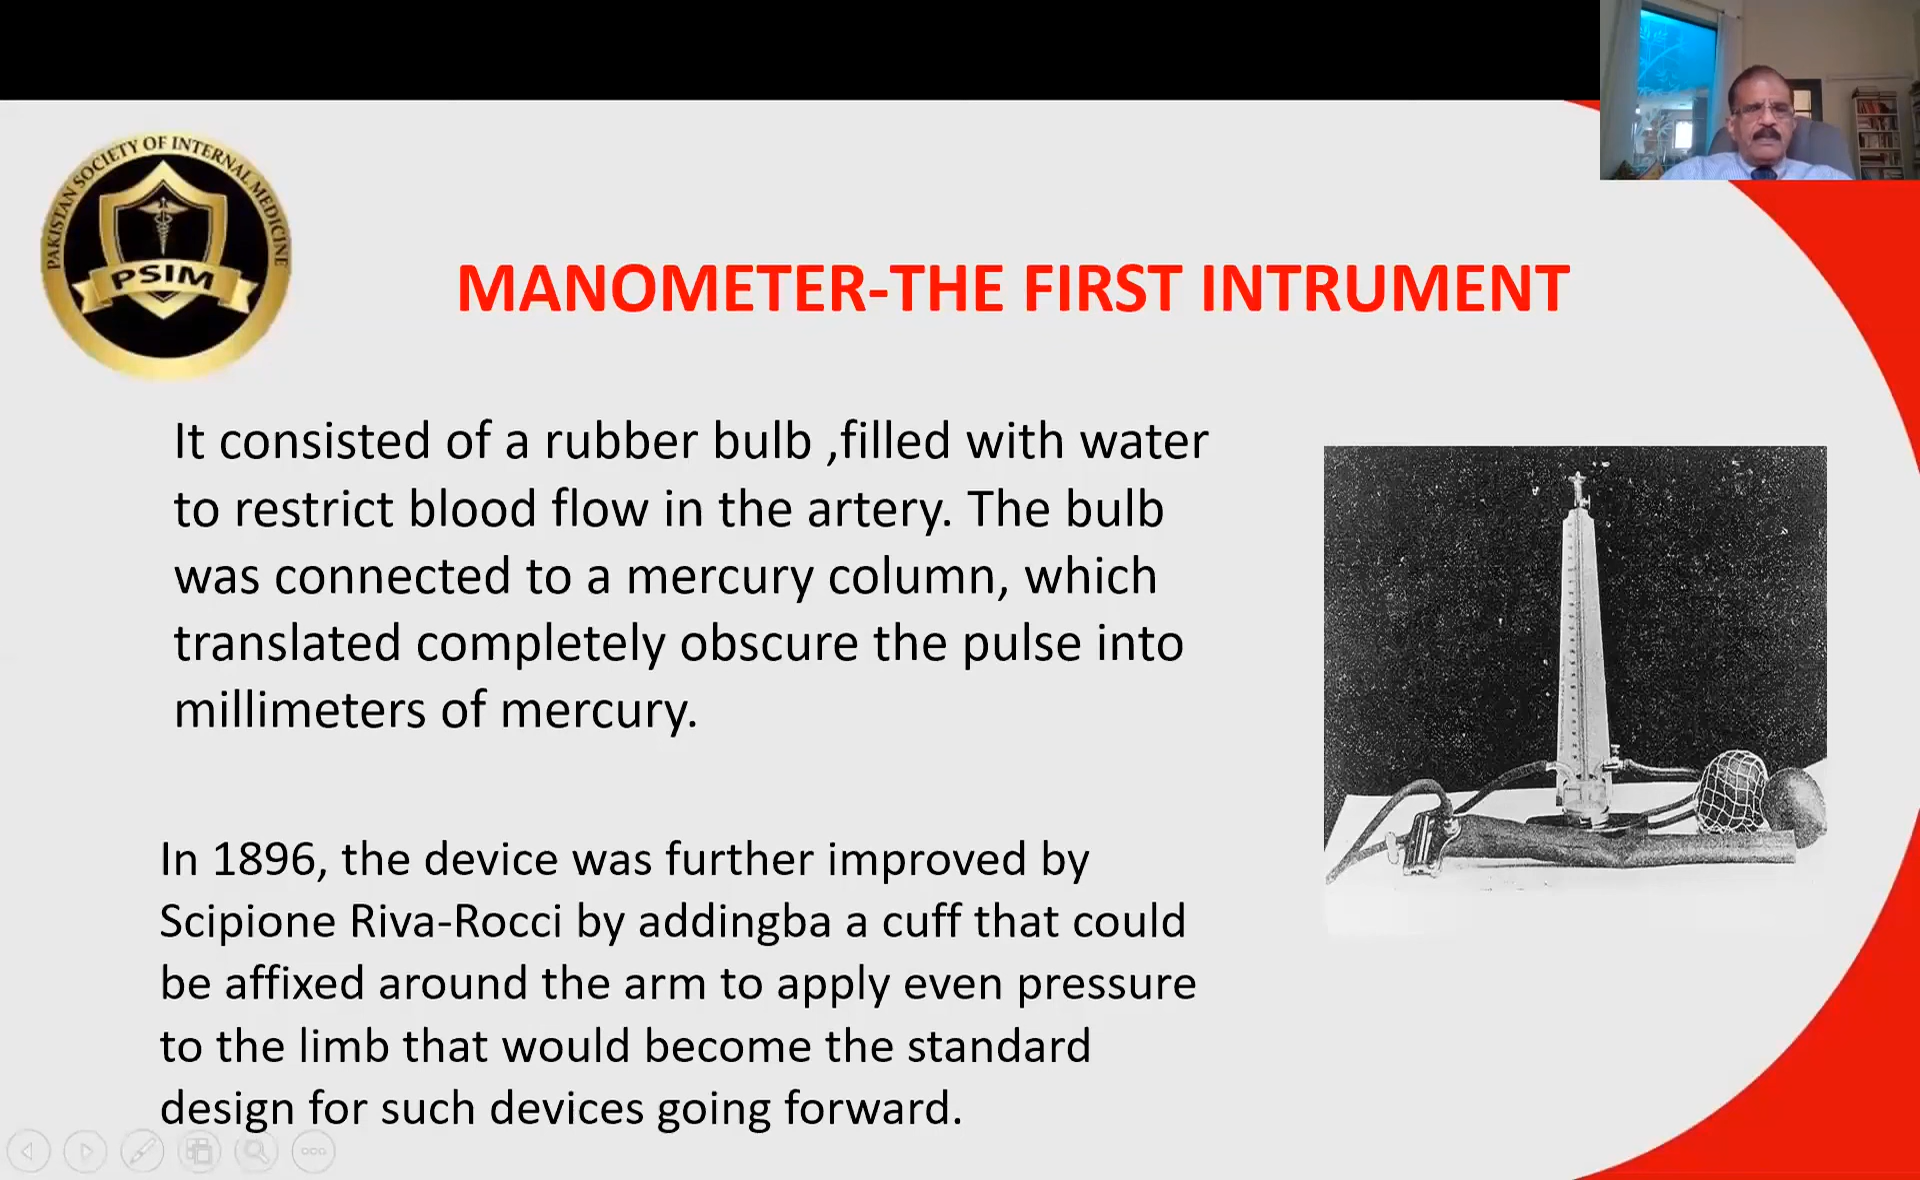 PAKISTAN SOCIETY OF INTERNAL MEDICINE
PSIM
MANOMETER-THE FIRST INTRUMENT
It consisted of a rubber bulb ,filled with water
to restrict blood flow in the artery. The bulb
was connected to a mercury column, which
translated completely obscure the pulse into
millimeters of mercury.
In 1896, the device was further improved by
Scipione Riva-Rocci by addingba a cuff that could
be affixed around the arm to apply even pressure
to the limb that would become the standard
design for such devices going forward.